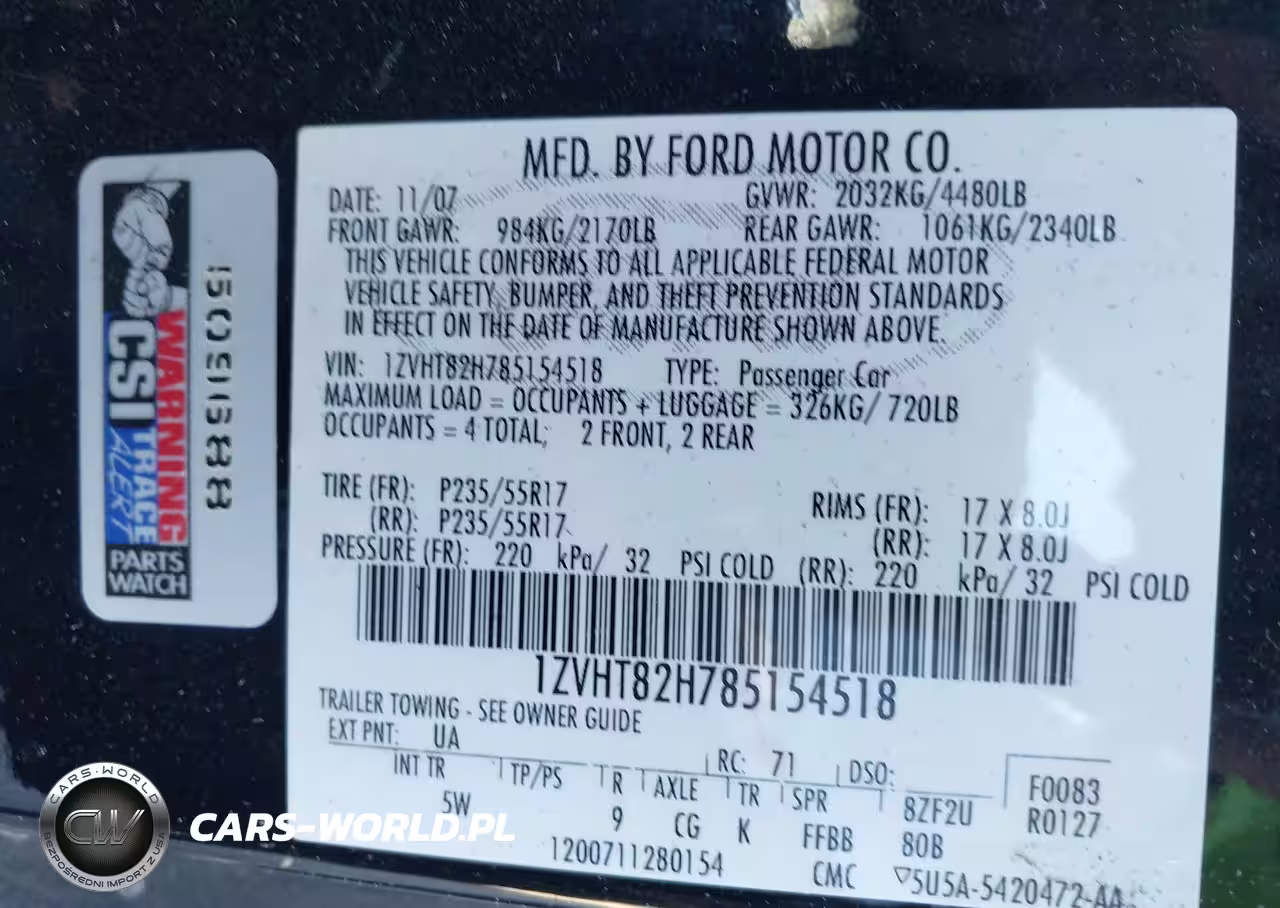 MFD. BY FORD MOTOR CO.
DATE: 11/07 GVWR: 2032KG/4480LB
FRONT GAWR: 984KG/2170LB REAR GAWR: 1061KG/2340LB
THIS VEHICLE CONFORMS TO ALL APPLICABLE FEDERAL MOTOR
VEHICLE SAFETY, BUMPER, AND THEFT PREVENTION STANDARDS
IN EFFECT ON THE DATE OF MANUFACTURE SHOWN ABOVE.
VIN: 1ZVHT82H785154518 TYPE: Passenger Car
MAXIMUM LOAD = OCCUPANTS + LUGGAGE = 326KG/ 720LB
OCCUPANTS = 4 TOTAL; 2 FRONT, 2 REAR
TIRE (FR): P235/55R17 RIMS (FR): 17 X 8.0J
(RR): P235/55R17 (RR): 17 X 8.0J
PRESSURE (FR): 220 kPa/ 32 PSI COLD (RR): 220 kPa/ 32 PSI COLD
1ZVHT82H785154518
TRAILER TOWING - SEE OWNER GUIDE
EXT PNT: UA RC: 71 DSO: F0083
INT TR TP/PS R AXLE TR SPR 8ZF2U R0127
5W 9 CG K FFBB 80B
1200711280154 CMC ▽5U5A-5420472-AA
WARNING
CSI TRACE
ALERT
PARTS
WATCH
CARS-WORLD
CW
BEZPOŚREDNI IMPORT Z USA
CARS-WORLD.PL